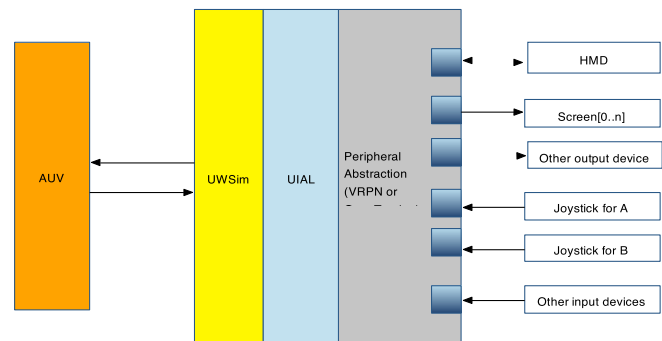 AUV
UWSim
UIAL
Peripheral
Abstraction
(VRPN or
HMD
Screen[0..n]
Other output device
Joystick for A
Joystick for B
Other input devices